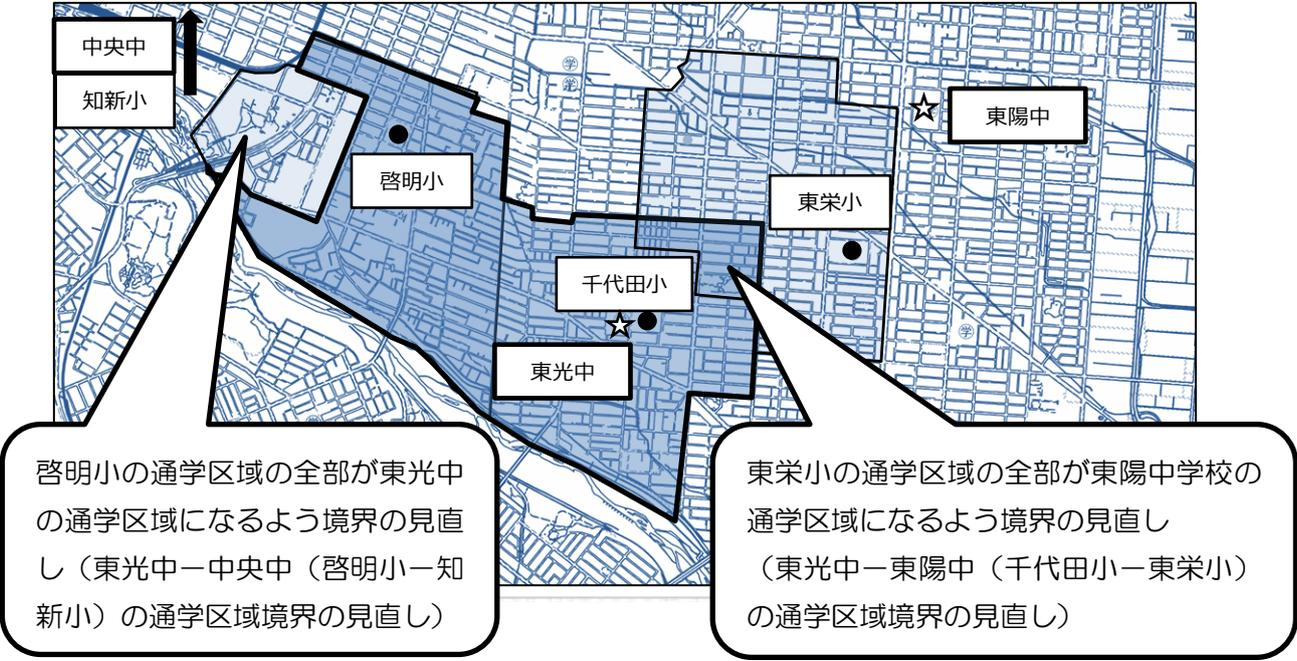 中央中
知新小
東陽中
啓明小
東栄小
千代田小
東光中
学
学
学
啓明小の通学区域の全部が東光中
の通学区域になるよう境界の見直
し（東光中－中央中（啓明小－知
新小）の通学区域境界の見直し）
東栄小の通学区域の全部が東陽中学校の
通学区域になるよう境界の見直し
（東光中－東陽中（千代田小－東栄小）
の通学区域境界の見直し）